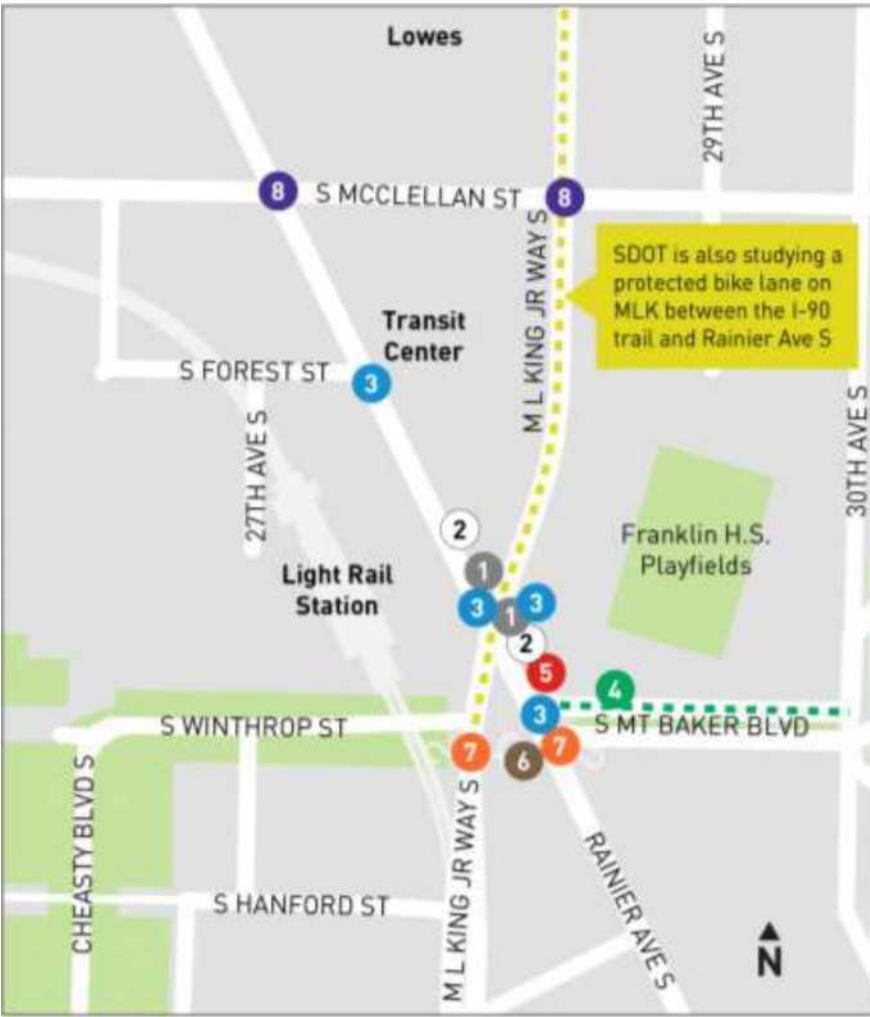 Lowes
29TH AVE S
8
S MCCLELLAN ST
8
M L KING JR WAY S
SDOT is also studying a
protected bike lane on
MLK between the I-90
trail and Rainier Ave S
Transit
Center
S FOREST ST
3
27TH AVE S
30TH AVE S
2
Franklin H.S.
Playfields
1
Light Rail
Station
3
1
3
2
5
4
3
S WINTHROP ST
S MT BAKER BLVD
7
6
7
CHEASTY BLVD S
M L KING JR WAY S
RAINIER AVE S
S HANFORD ST
N